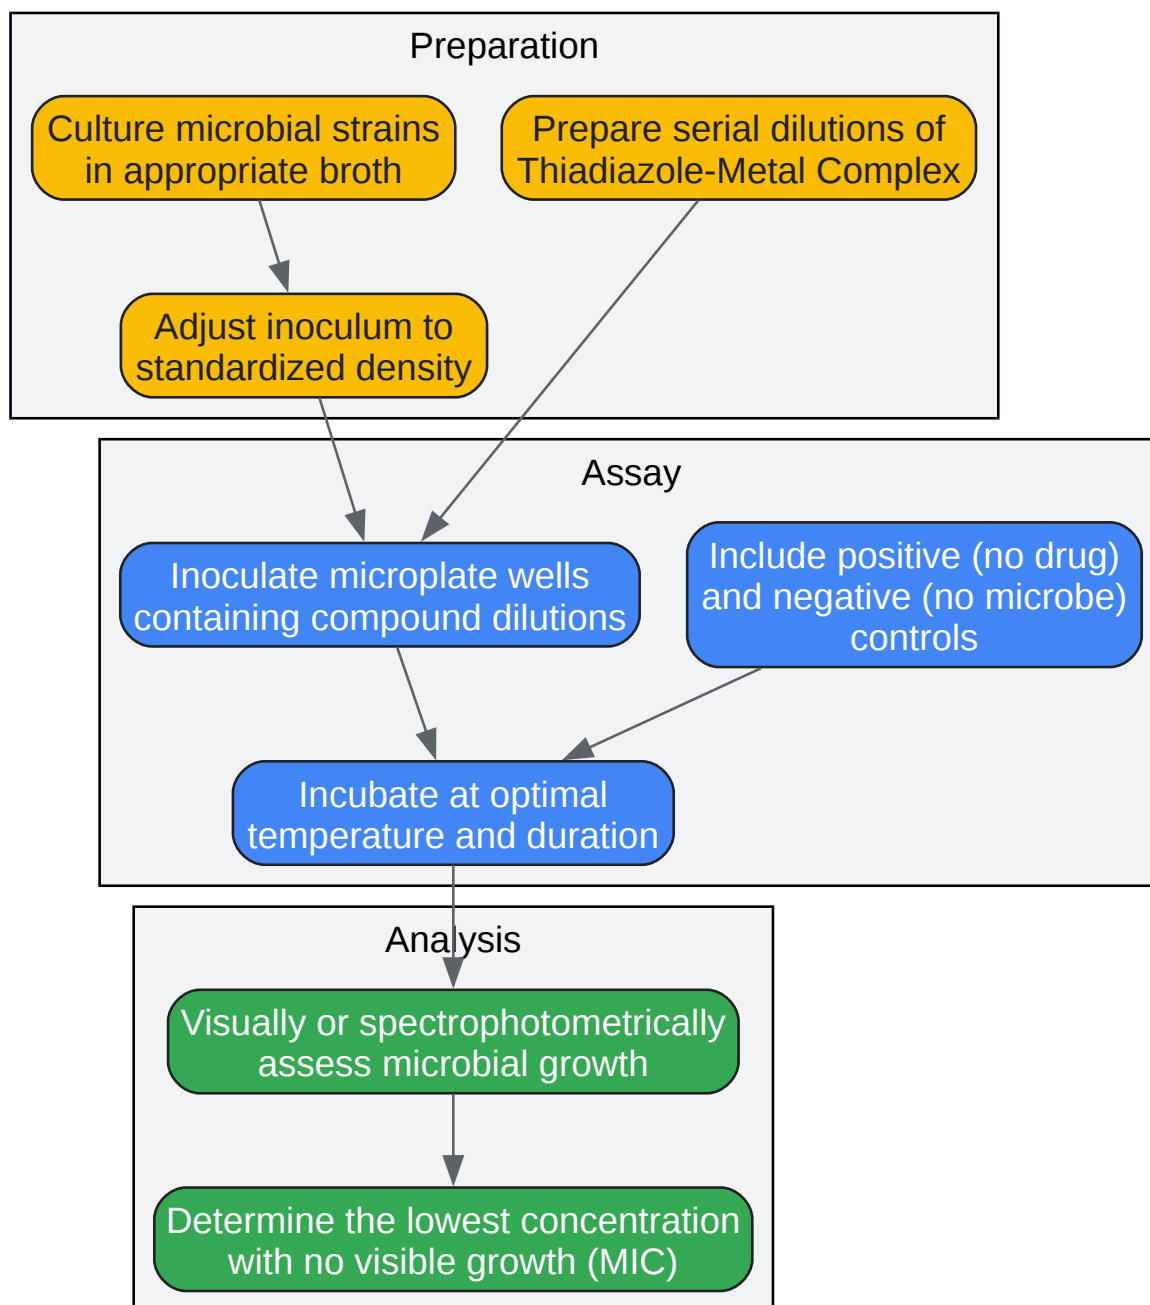 Preparation
Culture microbial strains
in appropriate broth
Prepare serial dilutions of
Thiadiazole-Metal Complex
Adjust inoculum to
standardized density
Assay
Inoculate microplate wells
containing compound dilutions
Include positive (no drug)
and negative (no microbe)
controls
Incubate at optimal
temperature and duration
Analysis
Visually or spectrophotometrically
assess microbial growth
Determine the lowest concentration
with no visible growth (MIC)